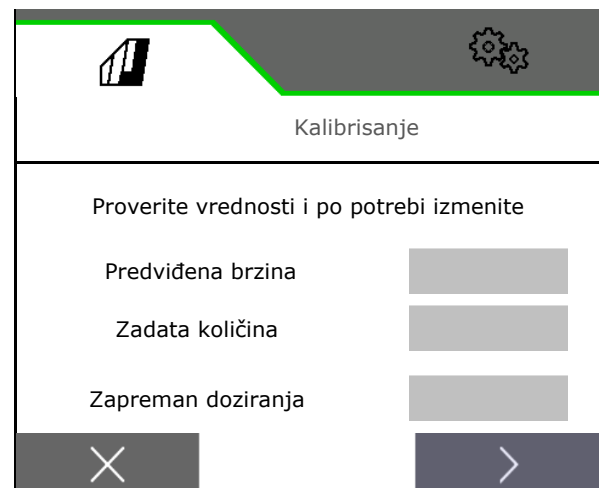 Kalibrisanje
Proverite vrednosti i po potrebi izmenite
Predviđena brzina
Zadata količina
Zapreman doziranja